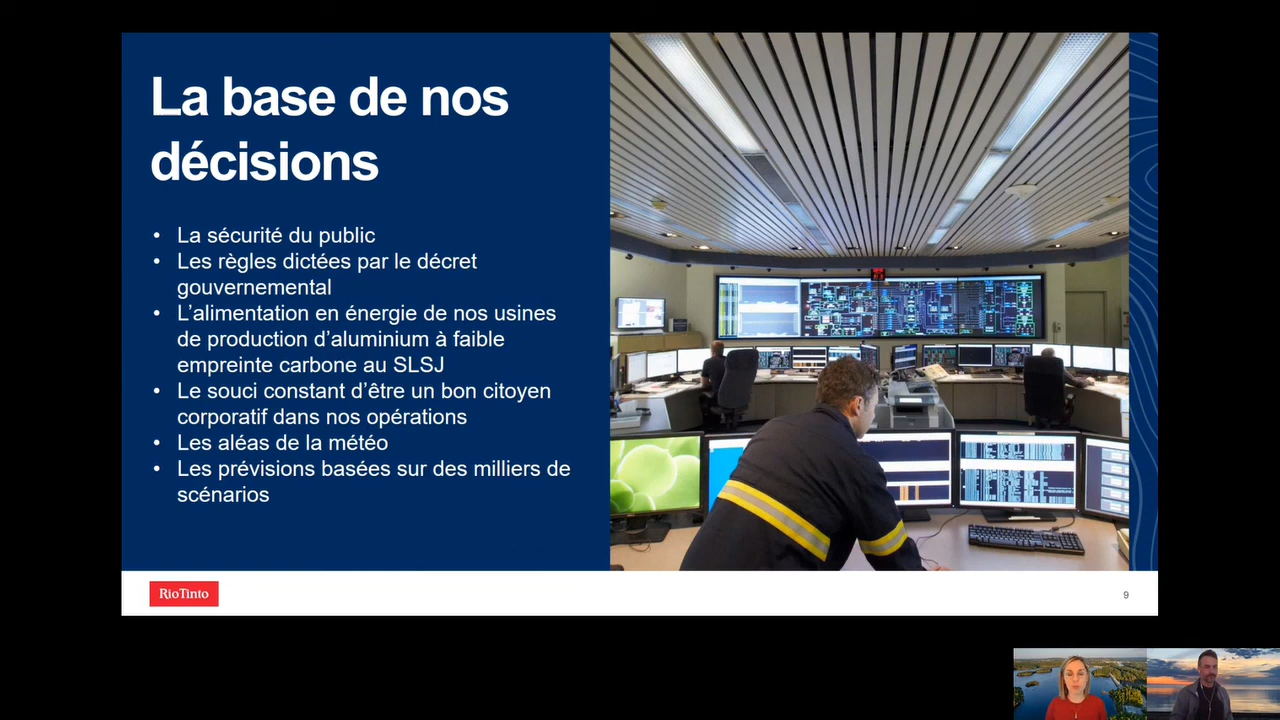 La base de nos
décisions
• La sécurité du public
• Les règles dictées par le décret
gouvernemental
• L’alimentation en énergie de nos usines
de production d’aluminium à faible
empreinte carbone au SLSJ
• Le souci constant d’être un bon citoyen
corporatif dans nos opérations
• Les aléas de la météo
• Les prévisions basées sur des milliers de
scénarios
RioTinto
9